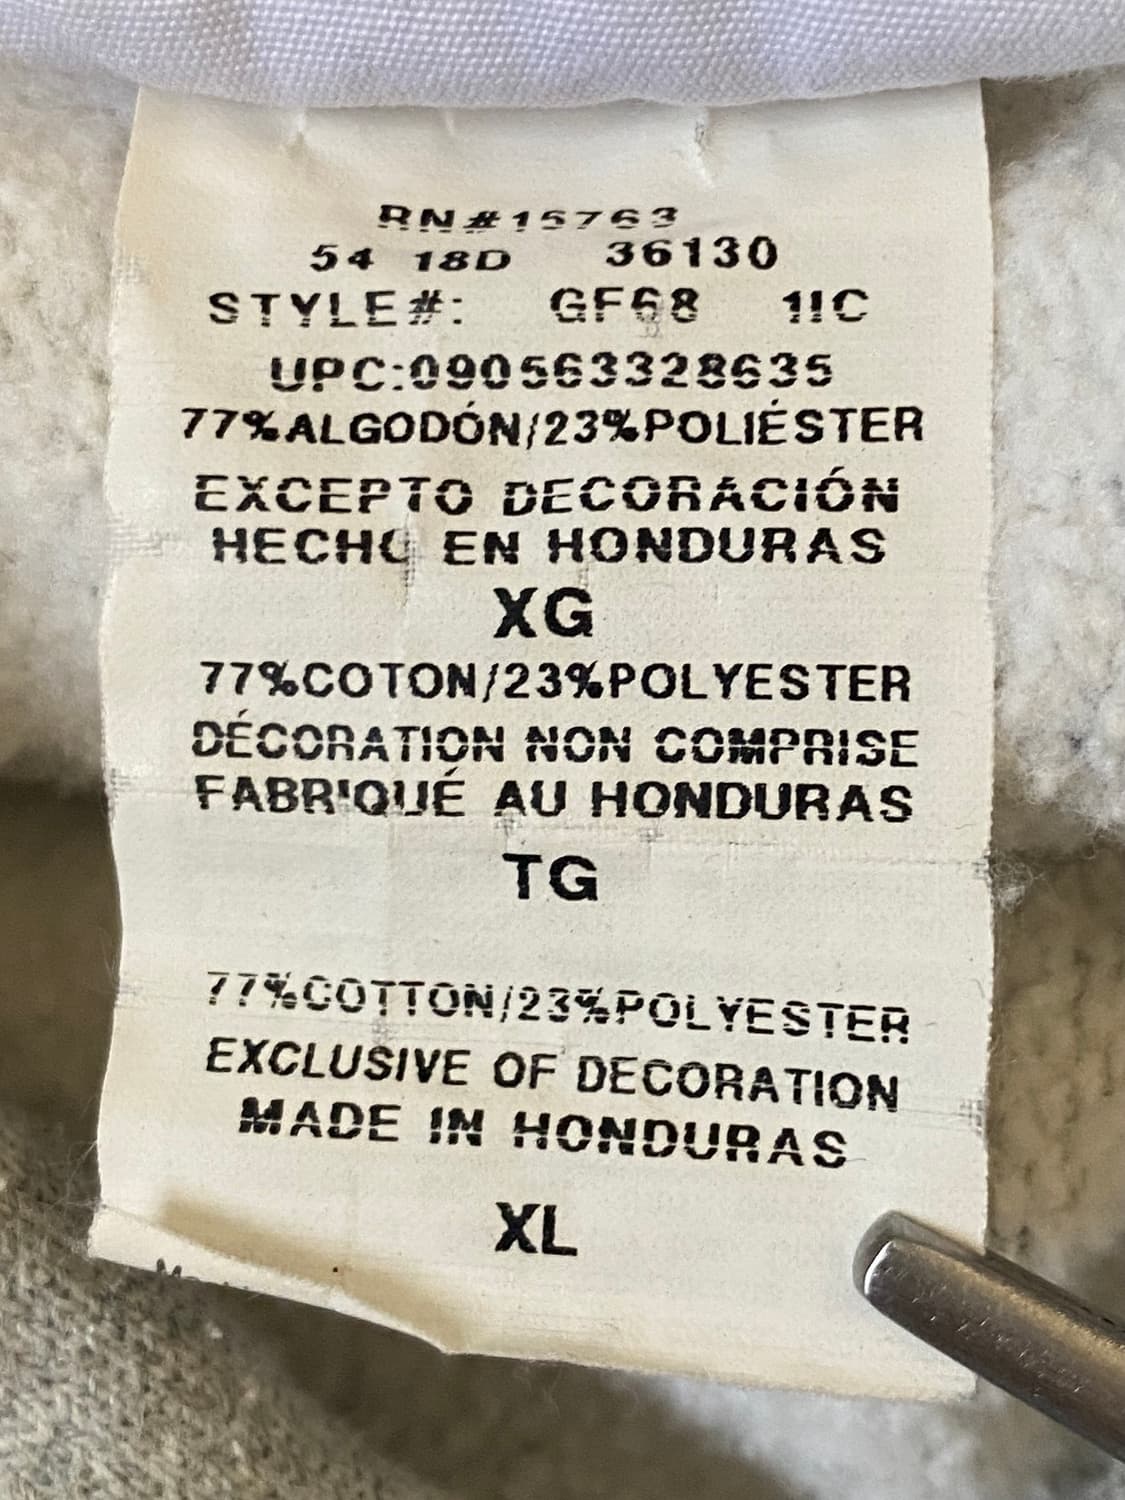 RN#15763
54 18D 36130
STYLE#: GF68 1IC
UPC:090563328635
77%ALGODÓN/23%POLIÉSTER
EXCEPTO DECORACIÓN
HECHO EN HONDURAS
XG
77%COTON/23%POLYESTER
DÉCORATION NON COMPRISE
FABRIQUÉ AU HONDURAS
TG
77%COTTON/23%POLYESTER
EXCLUSIVE OF DECORATION
MADE IN HONDURAS
XL